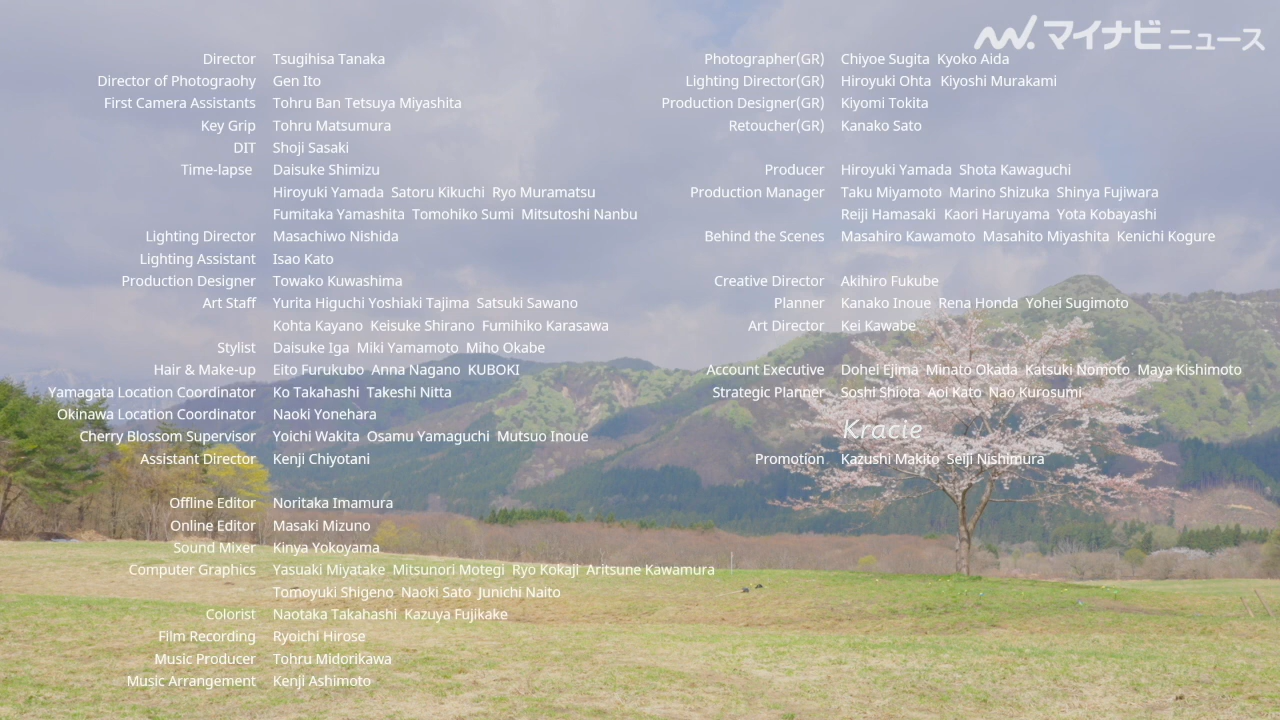 マイナビニュース
Director Tsugihisa Tanaka
Director of Photograohy Gen Ito
First Camera Assistants Tohru Ban Tetsuya Miyashita
Key Grip Tohru Matsumura
DIT Shoji Sasaki
Time-lapse Daisuke Shimizu
Hiroyuki Yamada Satoru Kikuchi Ryo Muramatsu
Fumitaka Yamashita Tomohiko Sumi Mitsutoshi Nanbu
Lighting Director Masachiwo Nishida
Lighting Assistant Isao Kato
Production Designer Towako Kuwashima
Art Staff Yurita Higuchi Yoshiaki Tajima Satsuki Sawano
Kohta Kayano Keisuke Shirano Fumihiko Karasawa
Stylist Daisuke Iga Miki Yamamoto Miho Okabe
Hair & Make-up Eito Furukubo Anna Nagano KUBOKI
Yamagata Location Coordinator Ko Takahashi Takeshi Nitta
Okinawa Location Coordinator Naoki Yonehara
Cherry Blossom Supervisor Yoichi Wakita Osamu Yamaguchi Mutsuo Inoue
Assistant Director Kenji Chiyotani
Offline Editor Noritaka Imamura
Online Editor Masaki Mizuno
Sound Mixer Kinya Yokoyama
Computer Graphics Yasuaki Miyatake Mitsunori Motegi Ryo Kokaji Aritsune Kawamura
Tomoyuki Shigeno Naoki Sato Junichi Naito
Colorist Naotaka Takahashi Kazuya Fujikake
Film Recording Ryoichi Hirose
Music Producer Tohru Midorikawa
Music Arrangement Kenji Ashimoto
Photographer(GR) Chiyoe Sugita Kyoko Aida
Lighting Director(GR) Hiroyuki Ohta Kiyoshi Murakami
Production Designer(GR) Kiyomi Tokita
Retoucher(GR) Kanako Sato
Producer Hiroyuki Yamada Shota Kawaguchi
Production Manager Taku Miyamoto Marino Shizuka Shinya Fujiwara
Reiji Hamasaki Kaori Haruyama Yota Kobayashi
Behind the Scenes Masahiro Kawamoto Masahito Miyashita Kenichi Kogure
Creative Director Akihiro Fukube
Planner Kanako Inoue Rena Honda Yohei Sugimoto
Art Director Kei Kawabe
Account Executive Dohei Ejima Minato Okada Katsuki Nomoto Maya Kishimoto
Strategic Planner Soshi Shiota Aoi Kato Nao Kurosumi
Kracie
Promotion Kazushi Makito Seiji Nishimura